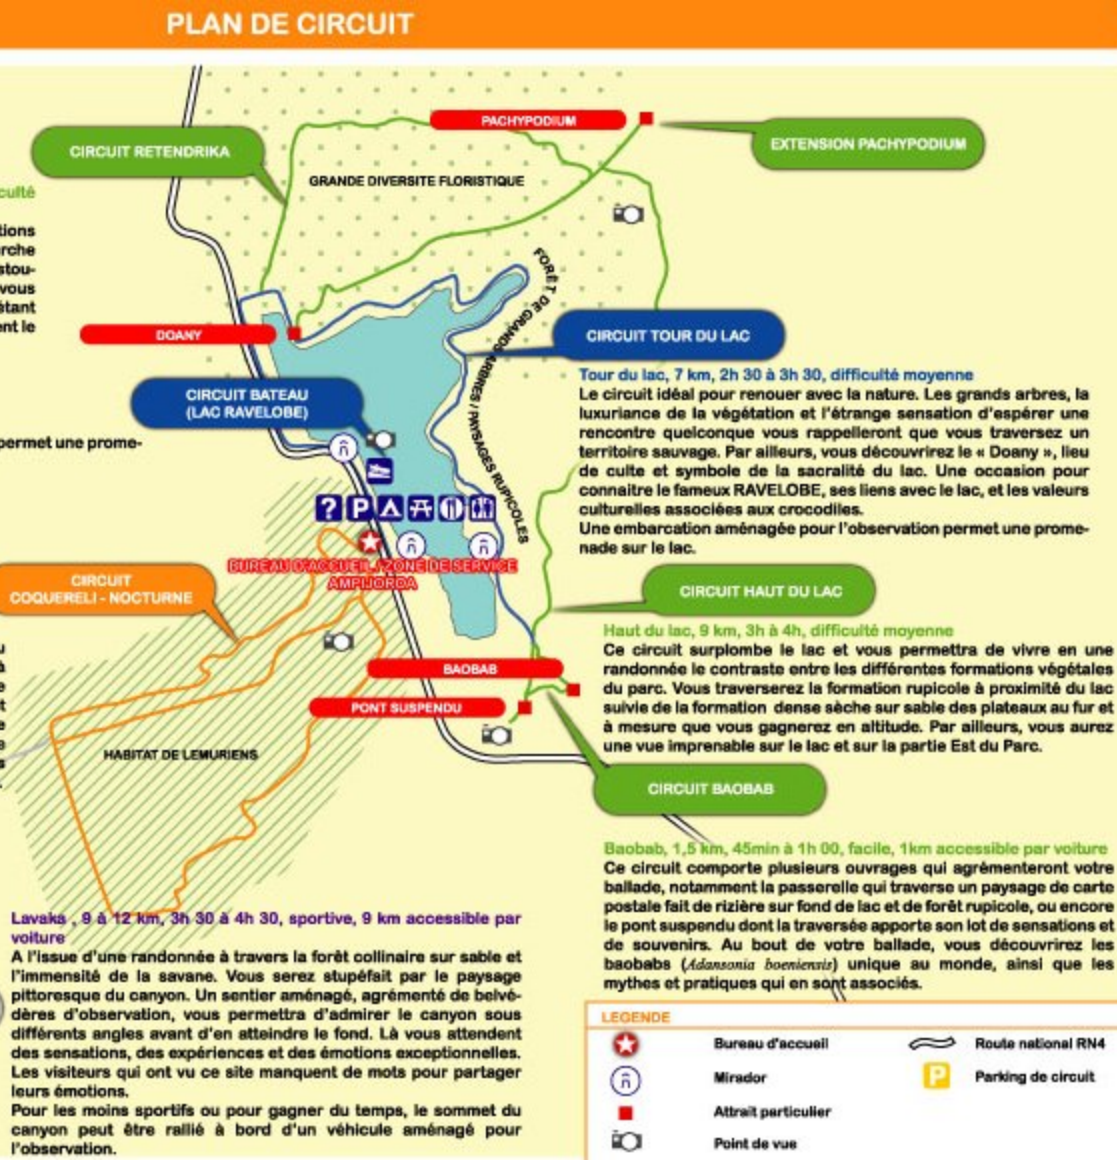 PLAN DE CIRCUIT
PACHYPODIUM
CIRCUIT RETENDRIKA
EXTENSION PACHYPODIUM
GRANDE DIVERSITE FLORISTIQUE
culté
tions
rche
stou-
vous
étant
ent le
FORÊT DE GRANDS ARBRES / PAYSAGES RUPICOLES
DOANY
CIRCUIT TOUR DU LAC
CIRCUIT BATEAU
(LAC RAVELOBE)
permet une prome-
Tour du lac, 7 km, 2h 30 à 3h 30, difficulté moyenne
Le circuit idéal pour renouer avec la nature. Les grands arbres, la
luxuriance de la végétation et l'étrange sensation d'espérer une
rencontre quelconque vous rappelleront que vous traversez un
territoire sauvage. Par ailleurs, vous découvrirez le « Doany », lieu
de culte et symbole de la sacralité du lac. Une occasion pour
connaitre le fameux RAVELOBE, ses liens avec le lac, et les valeurs
culturelles associées aux crocodiles.
Une embarcation aménagée pour l'observation permet une prome-
nade sur le lac.
? P
BUREAU D'ACCUEIL / ZONE DE SERVICE
AMPIJOROA
CIRCUIT
COQUERELI - NOCTURNE
CIRCUIT HAUT DU LAC
Haut du lac, 9 km, 3h à 4h, difficulté moyenne
Ce circuit surplombe le lac et vous permettra de vivre en une
randonnée le contraste entre les différentes formations végétales
du parc. Vous traverserez la formation rupicole à proximité du lac
suivie de la formation dense sèche sur sable des plateaux au fur et
à mesure que vous gagnerez en altitude. Par ailleurs, vous aurez
une vue imprenable sur le lac et sur la partie Est du Parc.
BAOBAB
PONT SUSPENDU
HABITAT DE LEMURIENS
CIRCUIT BAOBAB
Baobab, 1,5 km, 45min à 1h 00, facile, 1km accessible par voiture
Ce circuit comporte plusieurs ouvrages qui agrémenteront votre
ballade, notamment la passerelle qui traverse un paysage de carte
postale fait de rizière sur fond de lac et de forêt rupicole, ou encore
le pont suspendu dont la traversée apporte son lot de sensations et
de souvenirs. Au bout de votre ballade, vous découvrirez les
baobabs (Adansonia boeniensis) unique au monde, ainsi que les
mythes et pratiques qui en sont associés.
Lavaka , 9 à 12 km, 3h 30 à 4h 30, sportive, 9 km accessible par
voiture
A l'issue d'une randonnée à travers la forêt collinaire sur sable et
l'immensité de la savane. Vous serez stupéfait par le paysage
pittoresque du canyon. Un sentier aménagé, agrémenté de belvé-
dères d'observation, vous permettra d'admirer le canyon sous
différents angles avant d'en atteindre le fond. Là vous attendent
des sensations, des expériences et des émotions exceptionnelles.
Les visiteurs qui ont vu ce site manquent de mots pour partager
leurs émotions.
Pour les moins sportifs ou pour gagner du temps, le sommet du
canyon peut être rallié à bord d'un véhicule aménagé pour
l'observation.
LEGENDE
Bureau d'accueil
Route national RN4
Mirador
P Parking de circuit
Attrait particulier
Point de vue